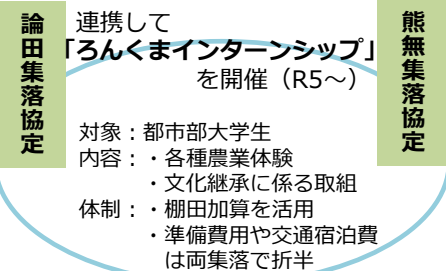 論田集落協定
連携して
「ろんくまインターンシップ」
を開催（R5～）
熊無集落協定
対象：都市部大学生
内容：・各種農業体験
・文化継承に係る取組
体制：・棚田加算を活用
・準備費用や交通宿泊費
は両集落で折半